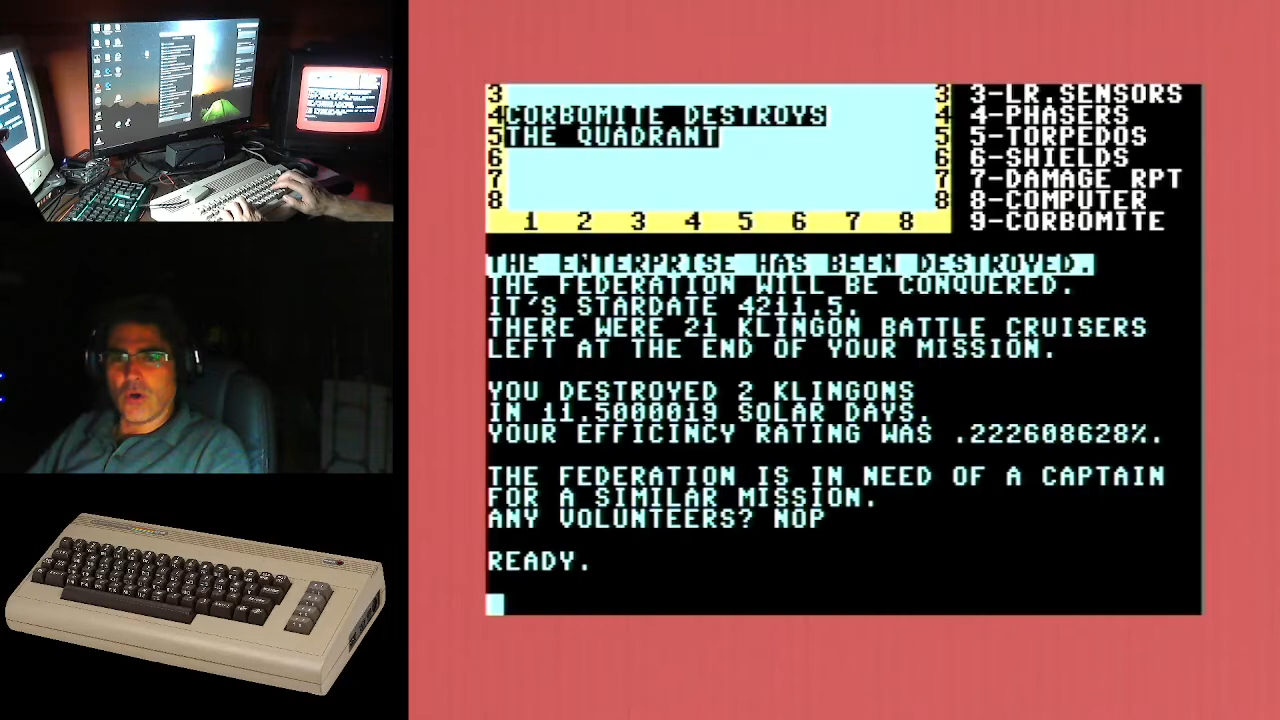 3 3 3-LR.SENSORS
4CORBOMITE DESTROYS 4 4-PHASERS
5THE QUADRANT 5 5-TORPEDOS
6 6 6-SHIELDS
7 7 7-DAMAGE RPT
8 8 8-COMPUTER
1 2 3 4 5 6 7 8 9-CORBOMITE
THE ENTERPRISE HAS BEEN DESTROYED.
THE FEDERATION WILL BE CONQUERED.
IT'S STARDATE 4211.5.
THERE WERE 21 KLINGON BATTLE CRUISERS
LEFT AT THE END OF YOUR MISSION.
YOU DESTROYED 2 KLINGONS
IN 11.5000019 SOLAR DAYS.
YOUR EFFICINCY RATING WAS .222608628%.
THE FEDERATION IS IN NEED OF A CAPTAIN
FOR A SIMILAR MISSION.
ANY VOLUNTEERS? NOP
READY.